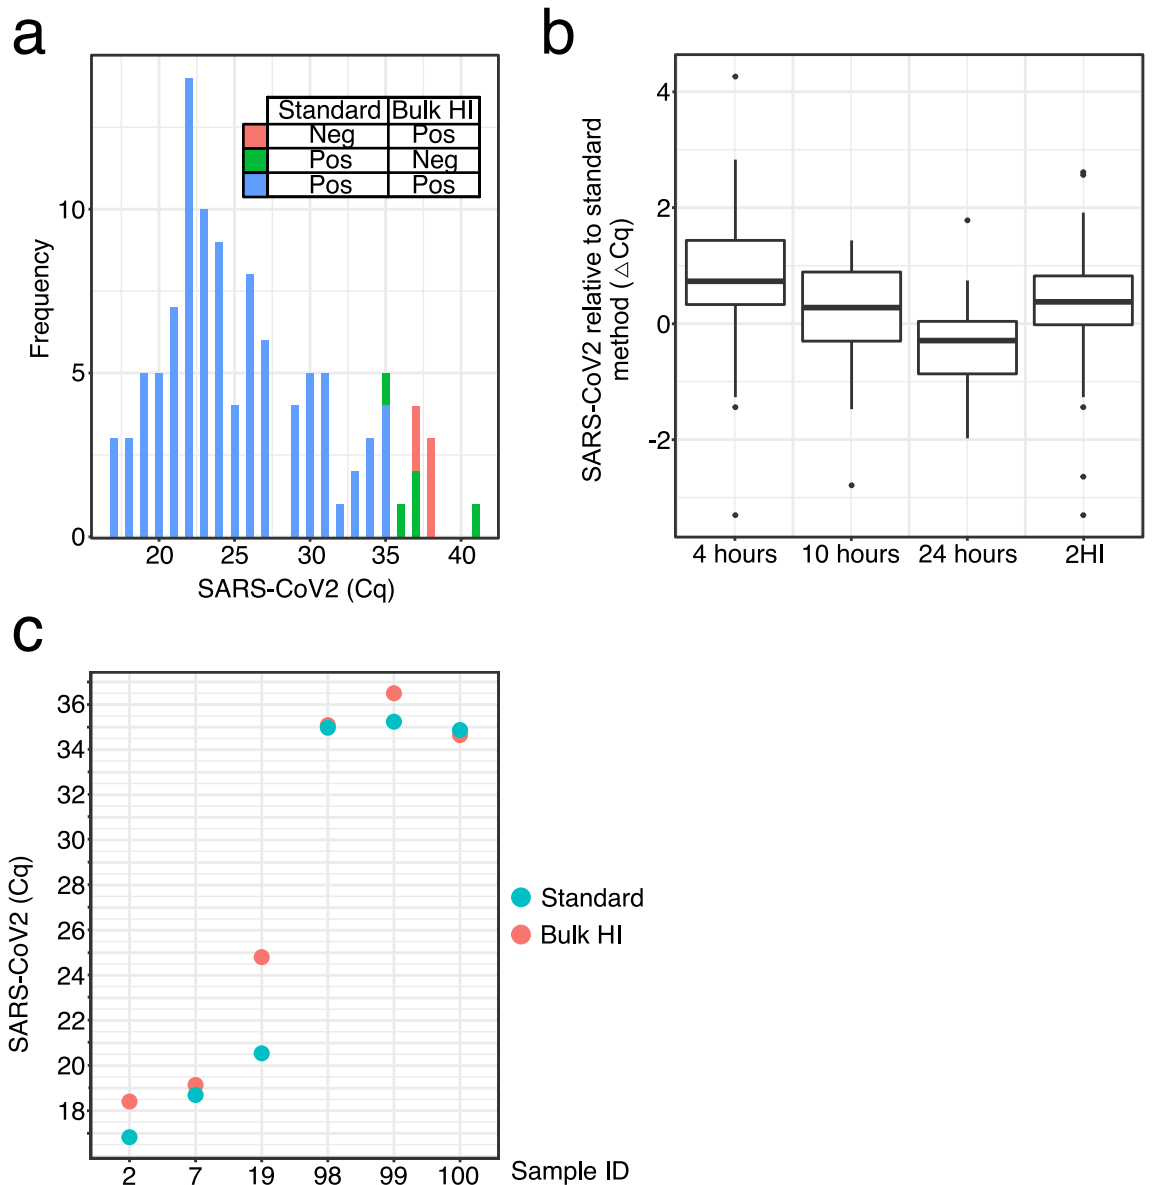 a
Frequency
10
5
0
Standard Bulk HI
Neg Pos
Pos Neg
Pos Pos
20 25 30 35 40
SARS-CoV2 (Cq)
b
SARS-CoV2 relative to standard
method (△Cq)
4
2
0
-2
4 hours 10 hours 24 hours 2HI
c
SARS-CoV2 (Cq)
36
34
32
30
28
26
24
22
20
18
2 7 19 98 99 100
Sample ID
Standard
Bulk HI